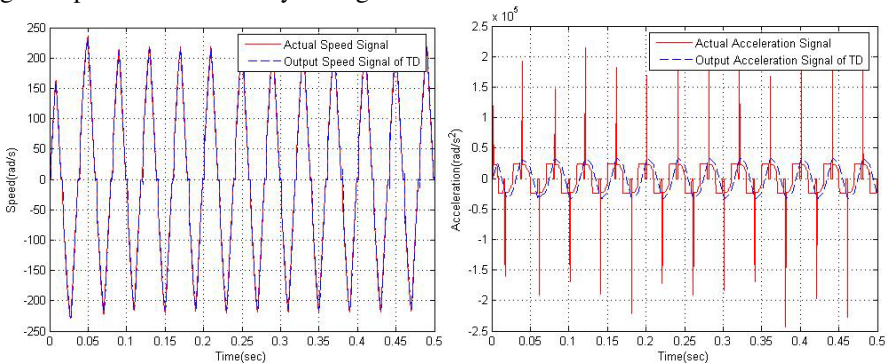 250
200
150
100
50
0
-50
-100
-150
-200
-250
Speed(rad/s)
Actual Speed Signal
Output Speed Signal of TD
0 0.05 0.1 0.15 0.2 0.25 0.3 0.35 0.4 0.45 0.5
Time(sec)
x 10^5
2.5
2
1.5
1
0.5
0
-0.5
-1
-1.5
-2
-2.5
Acceleration(rad/s²)
Actual Acceleration Signal
Output Acceleration Signal of TD
0 0.05 0.1 0.15 0.2 0.25 0.3 0.35 0.4 0.45 0.5
Time(sec)